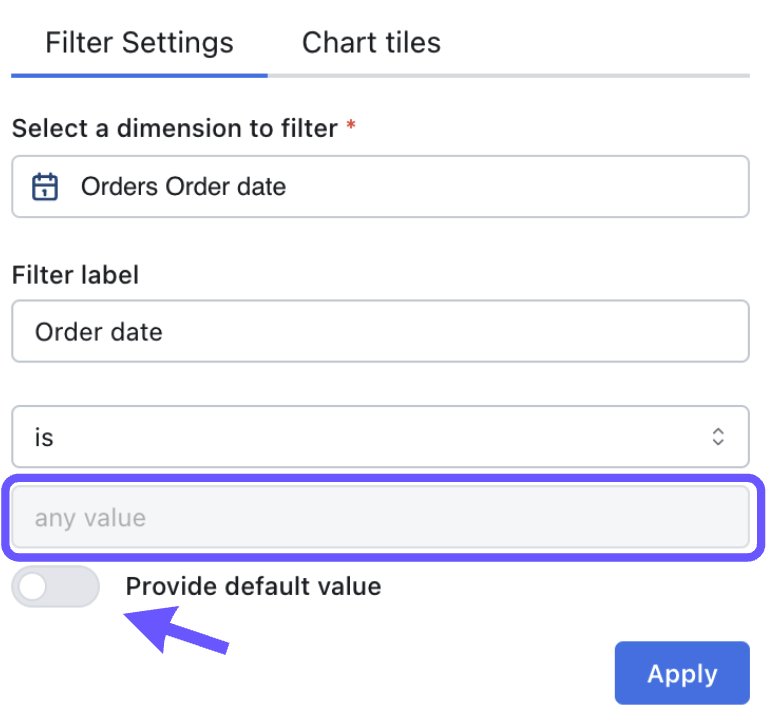 Filter Settings Chart tiles
Select a dimension to filter *
Orders Order date
Filter label
Order date
is
any value
Provide default value
Apply